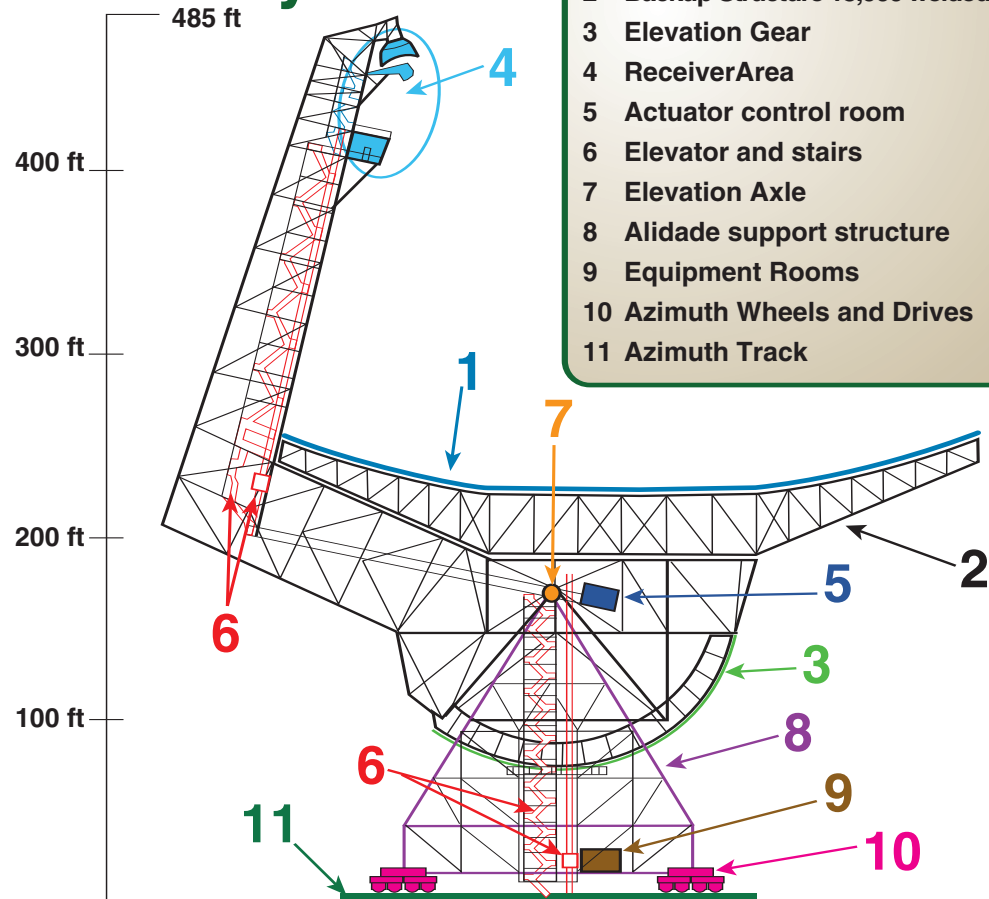 485 ft
3 Elevation Gear
4 ReceiverArea
5 Actuator control room
6 Elevator and stairs
7 Elevation Axle
8 Alidade support structure
9 Equipment Rooms
10 Azimuth Wheels and Drives
11 Azimuth Track
4
400 ft
300 ft
1
7
200 ft
2
5
6
3
100 ft
8
6
9
11
10